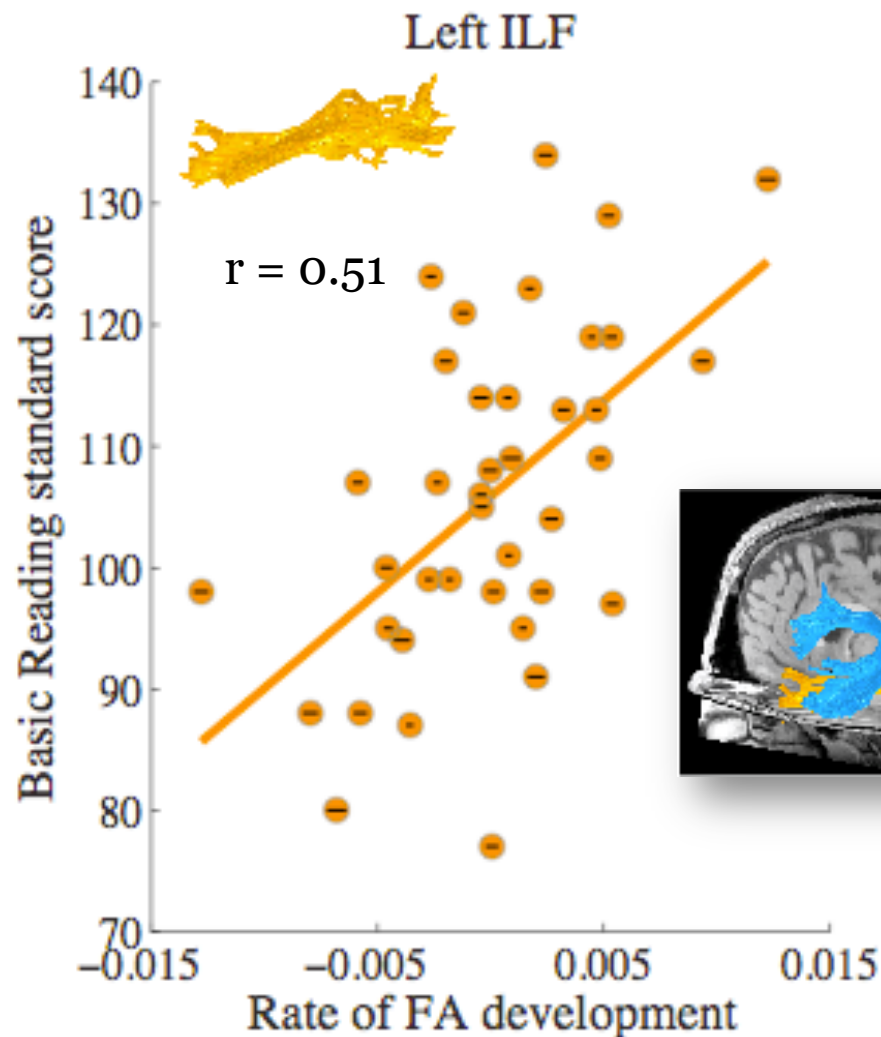 Left ILF
140
130
r = 0.51
120
110
100
90
80
70
−0.015 −0.005 0.005 0.015
Basic Reading standard score
Rate of FA development